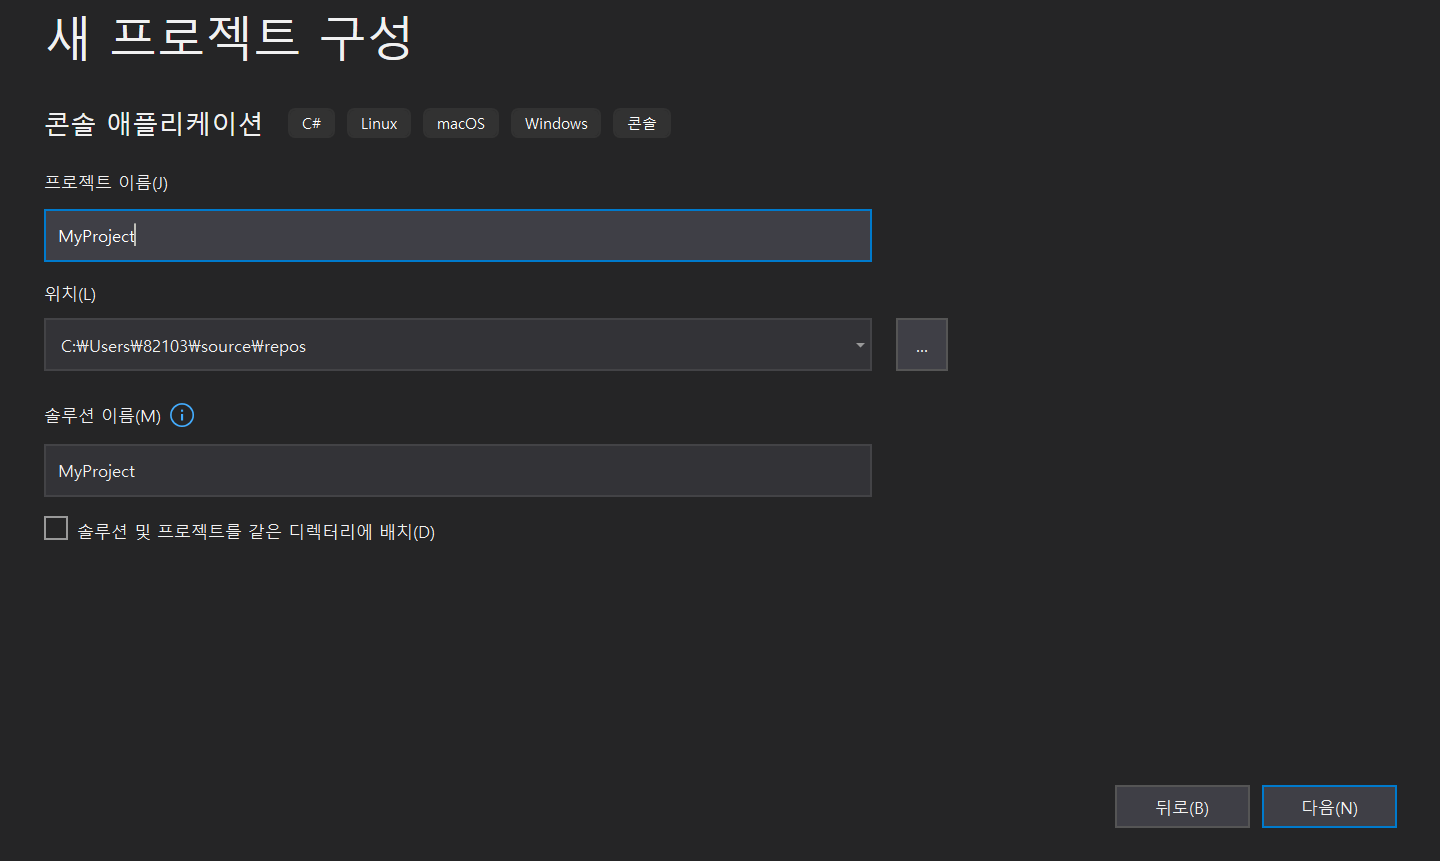 새 프로젝트 구성
콘솔 애플리케이션 C# Linux macOS Windows 콘솔
프로젝트 이름(J)
MyProject
위치(L)
C:₩Users₩82103₩source₩repos
...
솔루션 이름(M)
MyProject
솔루션 및 프로젝트를 같은 디렉터리에 배치(D)
뒤로(B) 다음(N)